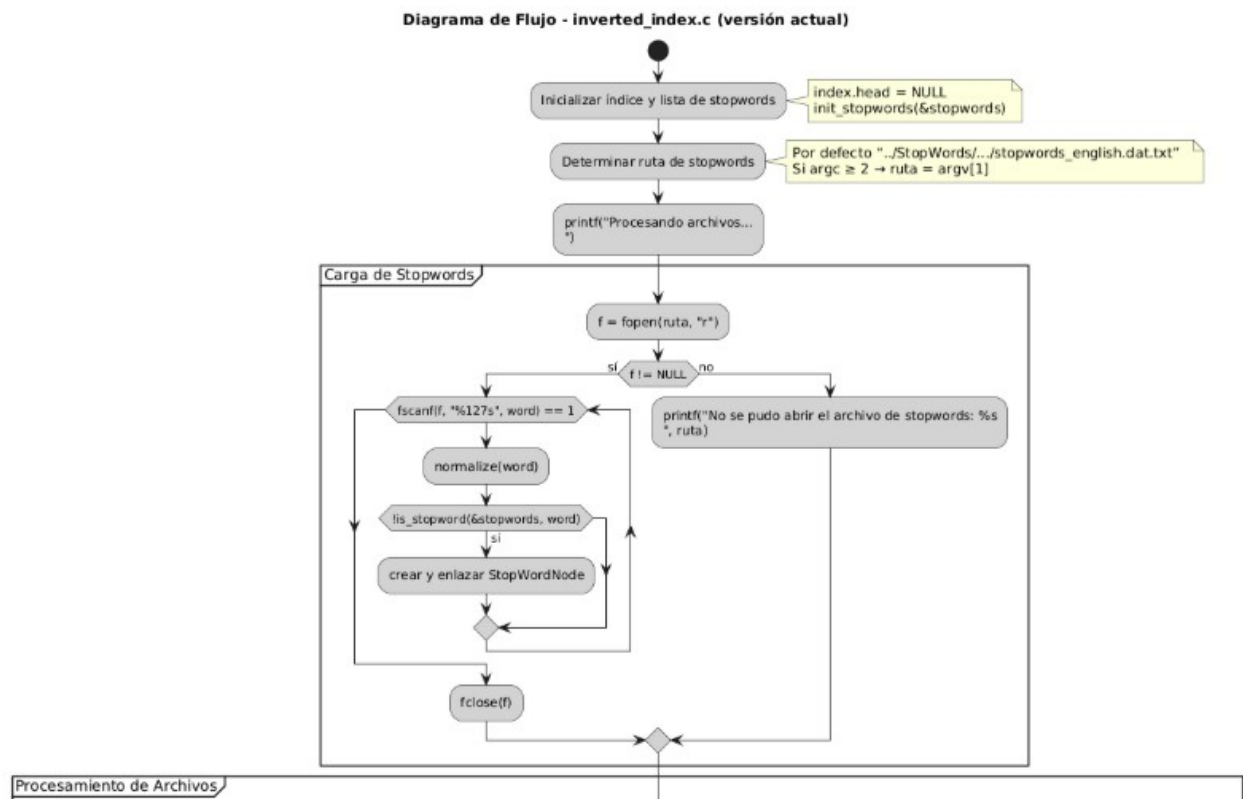 Diagrama de Flujo - inverted_index.c (versión actual)
Inicializar índice y lista de stopwords
index.head = NULL
init_stopwords(&stopwords)
Determinar ruta de stopwords
Por defecto "../StopWords/.../stopwords_english.dat.txt"
Si argc ≥ 2 → ruta = argv[1]
printf("Procesando archivos...
")
Carga de Stopwords
f = fopen(ruta, "r")
sí
f != NULL
no
fscanf(f, "%127s", word) == 1
printf("No se pudo abrir el archivo de stopwords: %s
", ruta)
normalize(word)
!is_stopword(&stopwords, word)
sí
crear y enlazar StopWordNode
fclose(f)
Procesamiento de Archivos